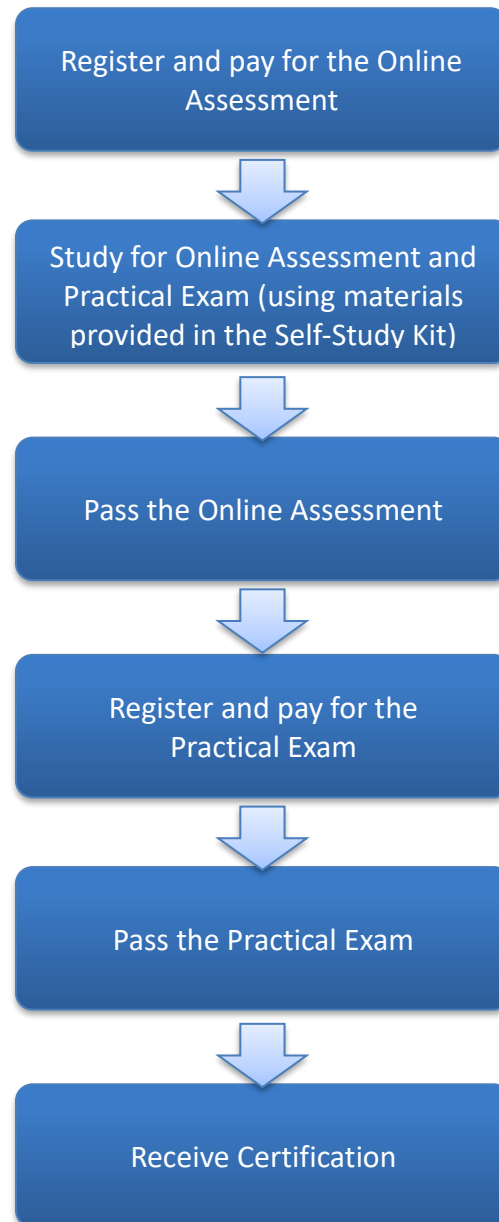 Register and pay for the Online
Assessment
Study for Online Assessment and
Practical Exam (using materials
provided in the Self-Study Kit)
Pass the Online Assessment
Register and pay for the
Practical Exam
Pass the Practical Exam
Receive Certification